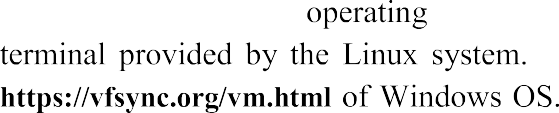 operating
terminal provided by the Linux system.
https://vfsync.org/vm.html of Windows OS.